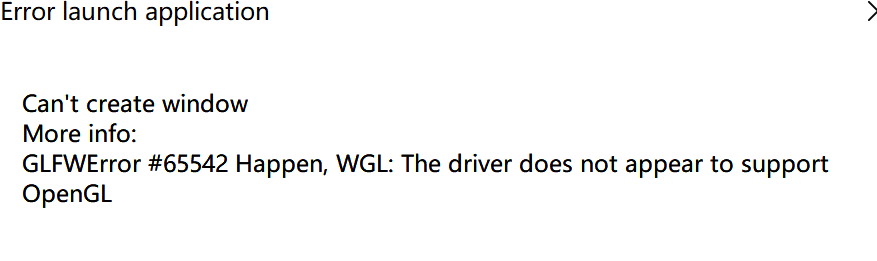 Error launch application
Can't create window
More info:
GLFWError #65542 Happen, WGL: The driver does not appear to support
OpenGL